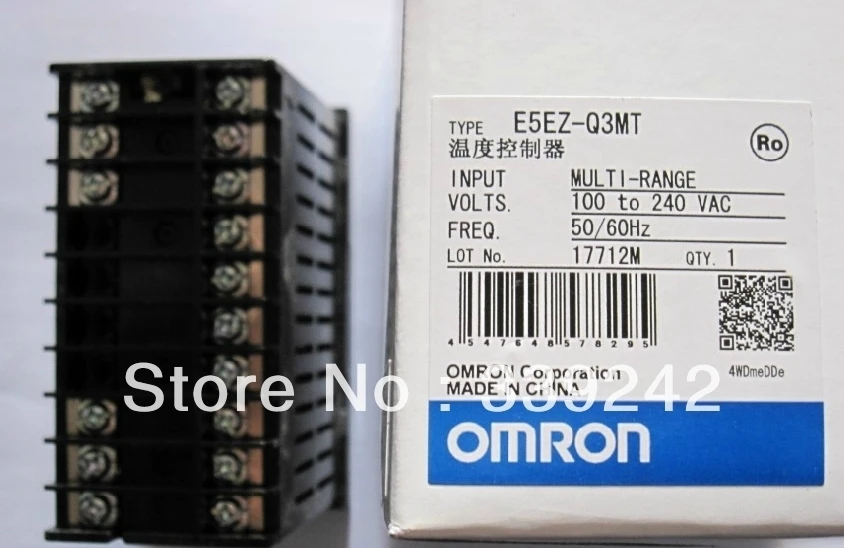 TYPE E5EZ-Q3MT
温度控制器
Ro
INPUT MULTI-RANGE
VOLTS. 100 to 240 VAC
FREQ. 50/60Hz
LOT No. 17712M QTY. 1
4 547648 578295
OMRON Corporation
MADE IN CHINA
4WDmeDDe
Store No : 339242
OMRON